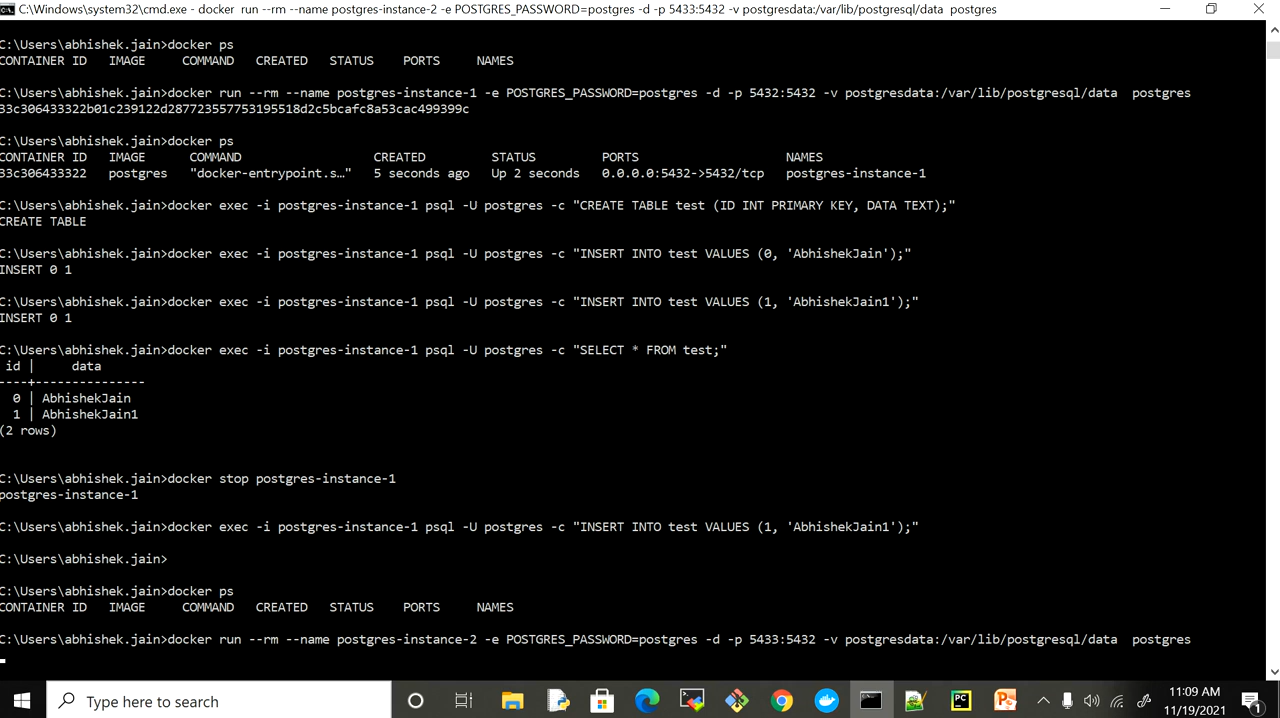 C:\Windows\system32\cmd.exe - docker  run --rm --name postgres-instance-2 -e POSTGRES_PASSWORD=postgres -d -p 5433:5432 -v postgresdata:/var/lib/postgresql/data  postgres
C:\Users\abhishek.jain>docker ps
CONTAINER ID   IMAGE     COMMAND   CREATED   STATUS    PORTS     NAMES
C:\Users\abhishek.jain>docker run --rm --name postgres-instance-1 -e POSTGRES_PASSWORD=postgres -d -p 5432:5432 -v postgresdata:/var/lib/postgresql/data  postgres
33c306433322b01c239122d287723557753195518d2c5bcafc8a53cac499399c
C:\Users\abhishek.jain>docker ps
CONTAINER ID   IMAGE      COMMAND                  CREATED         STATUS         PORTS                    NAMES
33c306433322   postgres   "docker-entrypoint.s…"   5 seconds ago   Up 2 seconds   0.0.0.0:5432->5432/tcp   postgres-instance-1
C:\Users\abhishek.jain>docker exec -i postgres-instance-1 psql -U postgres -c "CREATE TABLE test (ID INT PRIMARY KEY, DATA TEXT);"
CREATE TABLE
C:\Users\abhishek.jain>docker exec -i postgres-instance-1 psql -U postgres -c "INSERT INTO test VALUES (0, 'AbhishekJain');"
INSERT 0 1
C:\Users\abhishek.jain>docker exec -i postgres-instance-1 psql -U postgres -c "INSERT INTO test VALUES (1, 'AbhishekJain1');"
INSERT 0 1
C:\Users\abhishek.jain>docker exec -i postgres-instance-1 psql -U postgres -c "SELECT * FROM test;"
id |     data
----+---------------
0 | AbhishekJain
1 | AbhishekJain1
(2 rows)
C:\Users\abhishek.jain>docker stop postgres-instance-1
postgres-instance-1
C:\Users\abhishek.jain>docker exec -i postgres-instance-1 psql -U postgres -c "INSERT INTO test VALUES (1, 'AbhishekJain1');"
C:\Users\abhishek.jain>
C:\Users\abhishek.jain>docker ps
CONTAINER ID   IMAGE     COMMAND   CREATED   STATUS    PORTS     NAMES
C:\Users\abhishek.jain>docker run --rm --name postgres-instance-2 -e POSTGRES_PASSWORD=postgres -d -p 5433:5432 -v postgresdata:/var/lib/postgresql/data  postgres
Type here to search
11:09 AM
11/19/2021